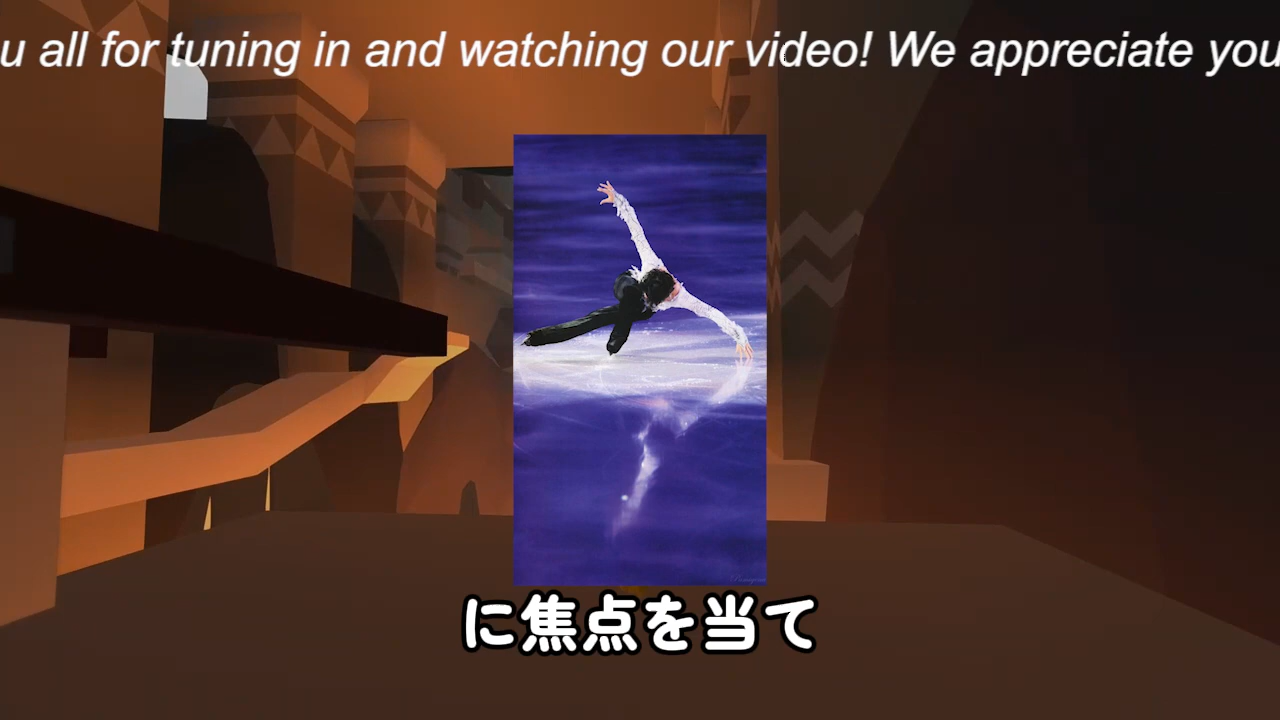 u all for tuning in and watching our video! We appreciate you
に焦点を当て